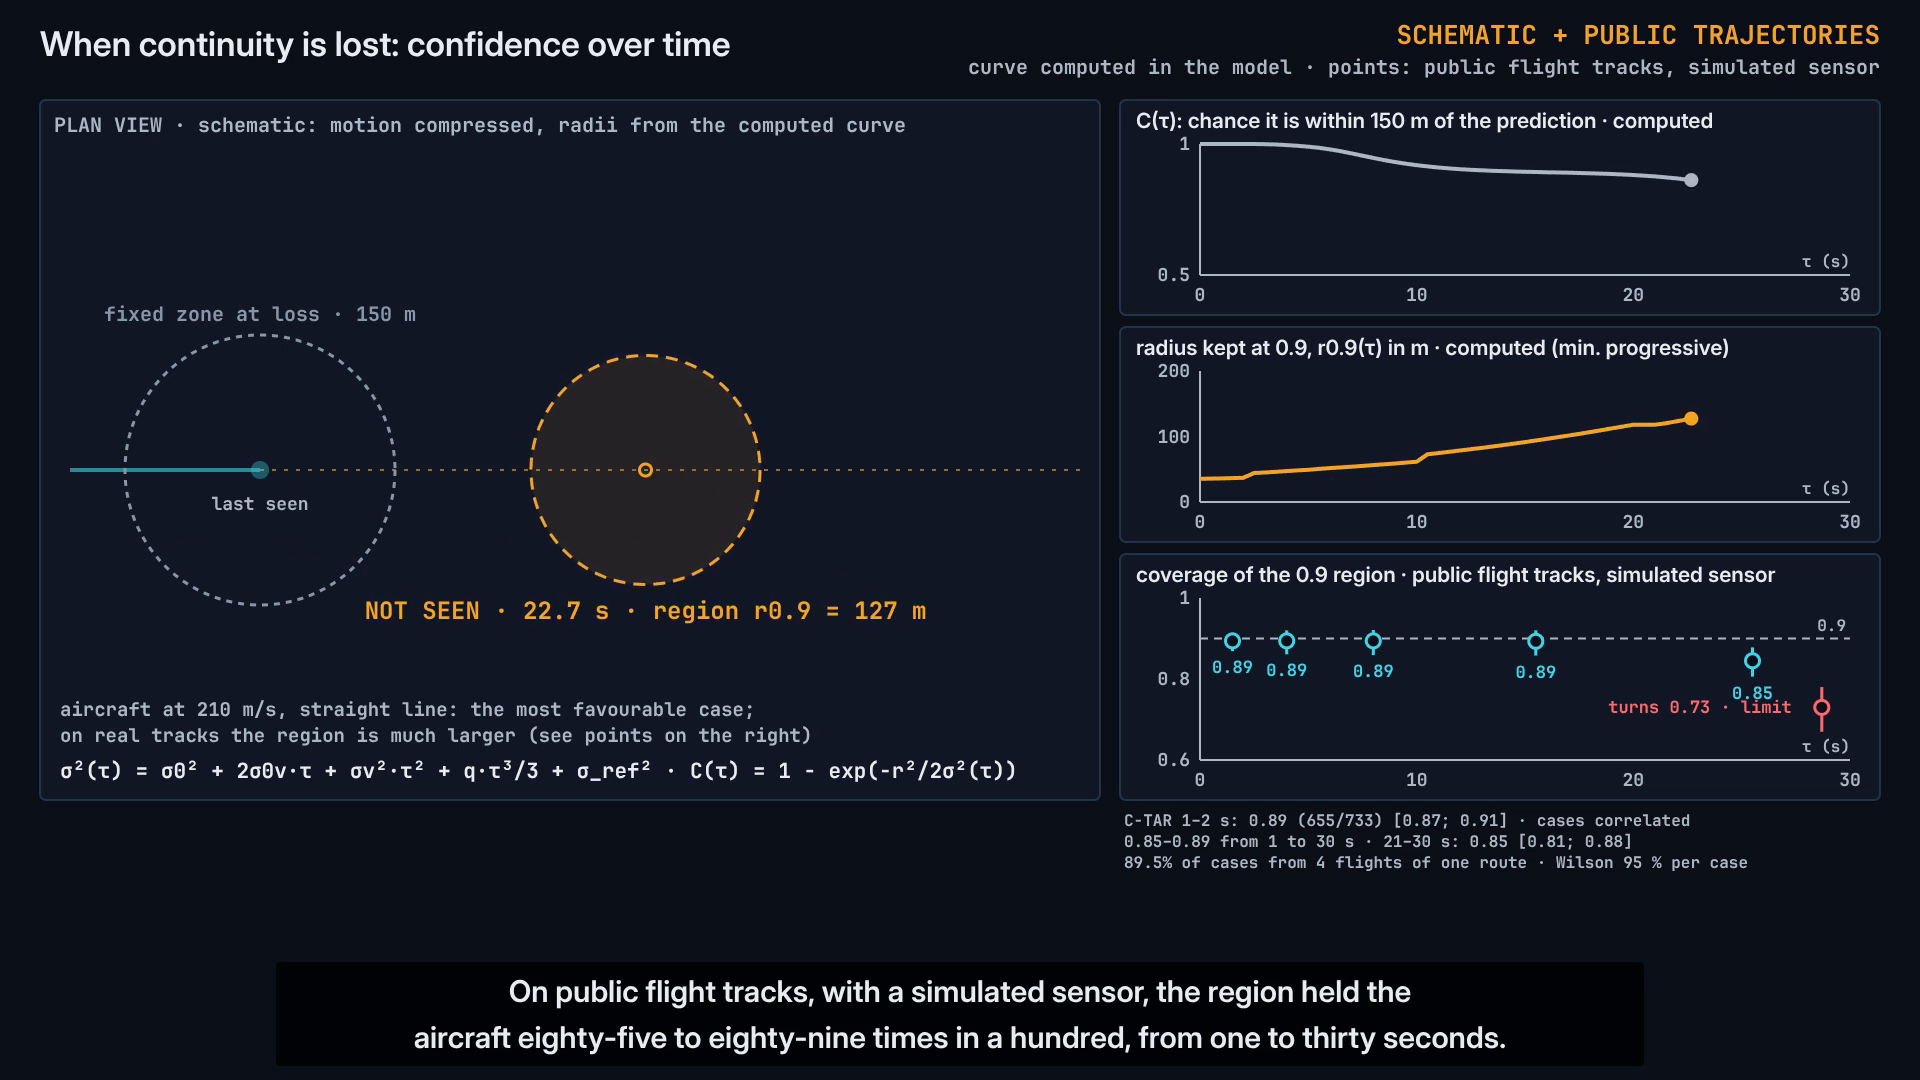 When continuity is lost: confidence over time
SCHEMATIC + PUBLIC TRAJECTORIES
curve computed in the model · points: public flight tracks, simulated sensor
PLAN VIEW · schematic: motion compressed, radii from the computed curve
fixed zone at loss · 150 m
last seen
NOT SEEN · 22.7 s · region r0.9 = 127 m
aircraft at 210 m/s, straight line: the most favourable case;
on real tracks the region is much larger (see points on the right)
σ²(τ) = σ0² + 2σ0v·τ + σv²·τ² + q·τ³/3 + σ_ref² · C(τ) = 1 - exp(-r²/2σ²(τ))
C(τ): chance it is within 150 m of the prediction · computed
1
τ (s)
0.5
0 10 20 30
radius kept at 0.9, r0.9(τ) in m · computed (min. progressive)
200
100
τ (s)
0
0 10 20 30
coverage of the 0.9 region · public flight tracks, simulated sensor
1
0.9
0.89 0.89 0.89 0.89
0.8
0.85
turns 0.73 · limit
τ (s)
0.6
0 10 20 30
C-TAR 1-2 s: 0.89 (655/733) [0.87; 0.91] · cases correlated
0.85-0.89 from 1 to 30 s · 21-30 s: 0.85 [0.81; 0.88]
89.5% of cases from 4 flights of one route · Wilson 95 % per case
On public flight tracks, with a simulated sensor, the region held the
aircraft eighty-five to eighty-nine times in a hundred, from one to thirty seconds.